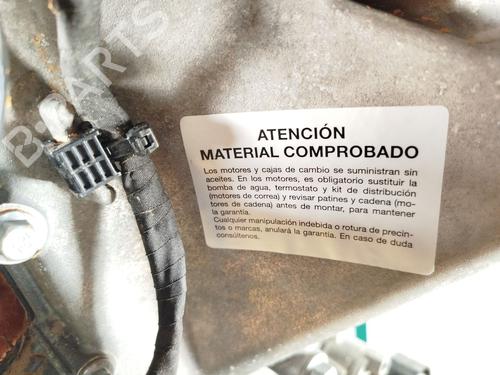 ATENCIÓN
MATERIAL COMPROBADO
Los motores y cajas de cambio se suministran sin
aceites. En los motores, es obligatorio sustituir la
bomba de agua, termostato y kit de distribución
(motores de correa) y revisar patines y cadena (mo-
tores de cadena) antes de montar, para mantener
la garantía.
Cualquier manipulación indebida o rotura de precin-
tos o marcas, anulará la garantía. En caso de duda
consúltenos.